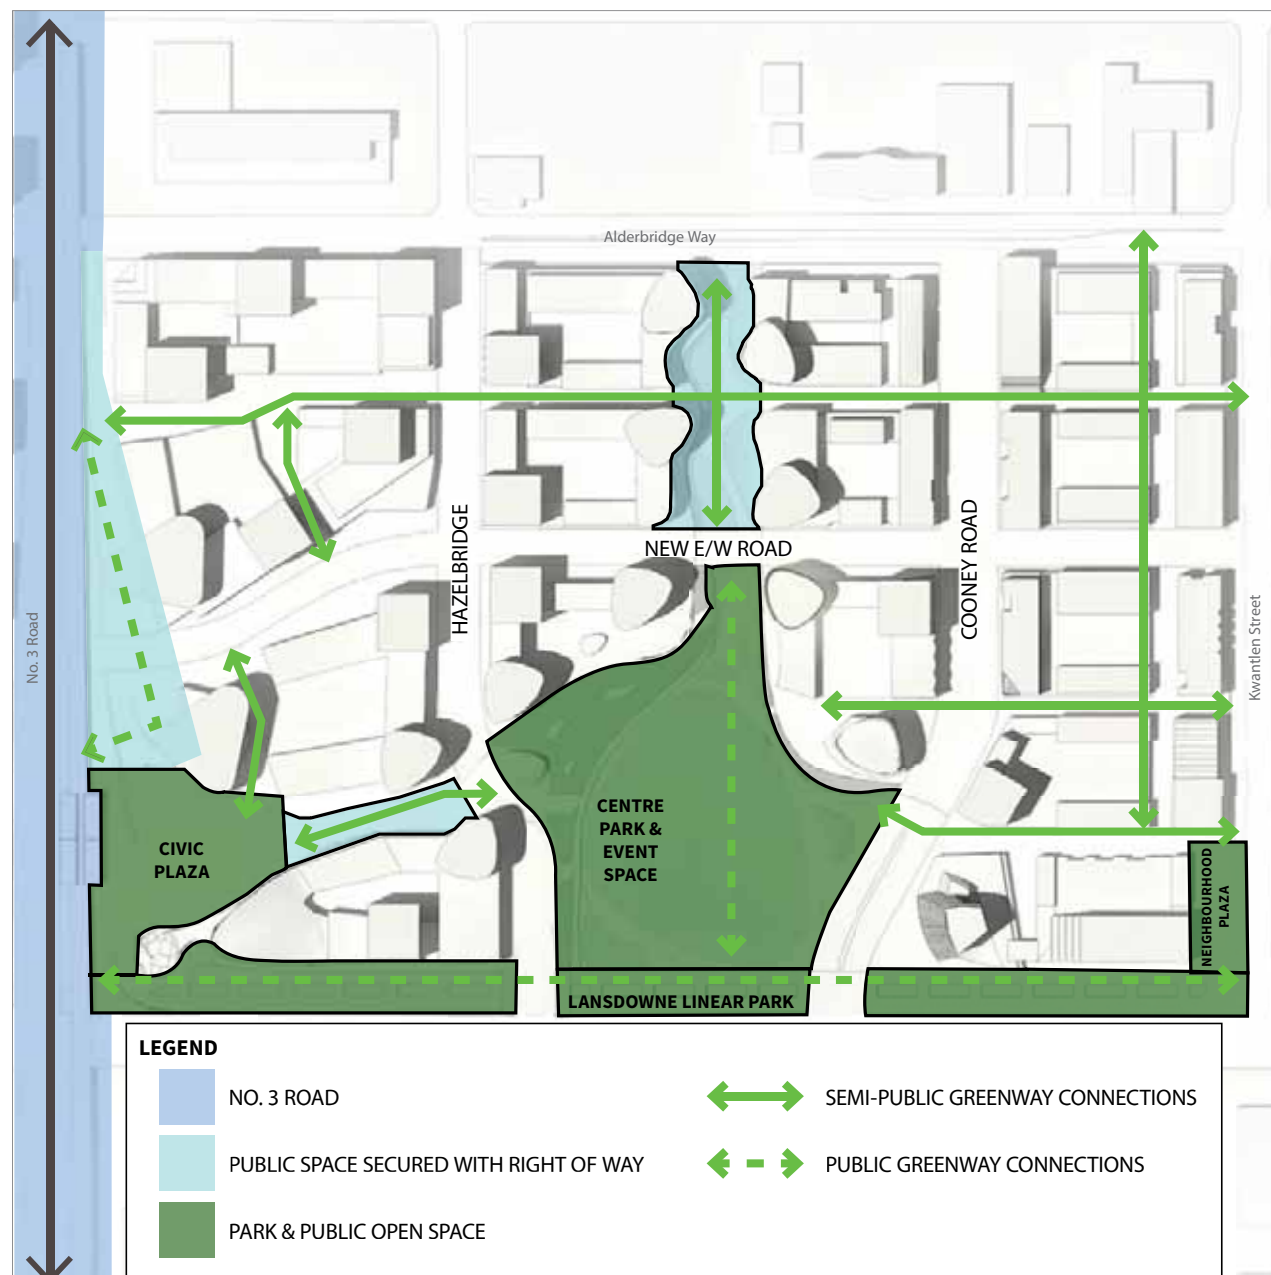 Alderbridge Way
HAZELBRIDGE
NEW E/W ROAD
COONEY ROAD
No. 3 Road
Kwantlen Street
CENTRE
PARK &
EVENT
SPACE
CIVIC
PLAZA
NEIGHBOURHOOD
PLAZA
LANSDOWNE LINEAR PARK
LEGEND
NO. 3 ROAD
PUBLIC SPACE SECURED WITH RIGHT OF WAY
PARK & PUBLIC OPEN SPACE
SEMI-PUBLIC GREENWAY CONNECTIONS
PUBLIC GREENWAY CONNECTIONS